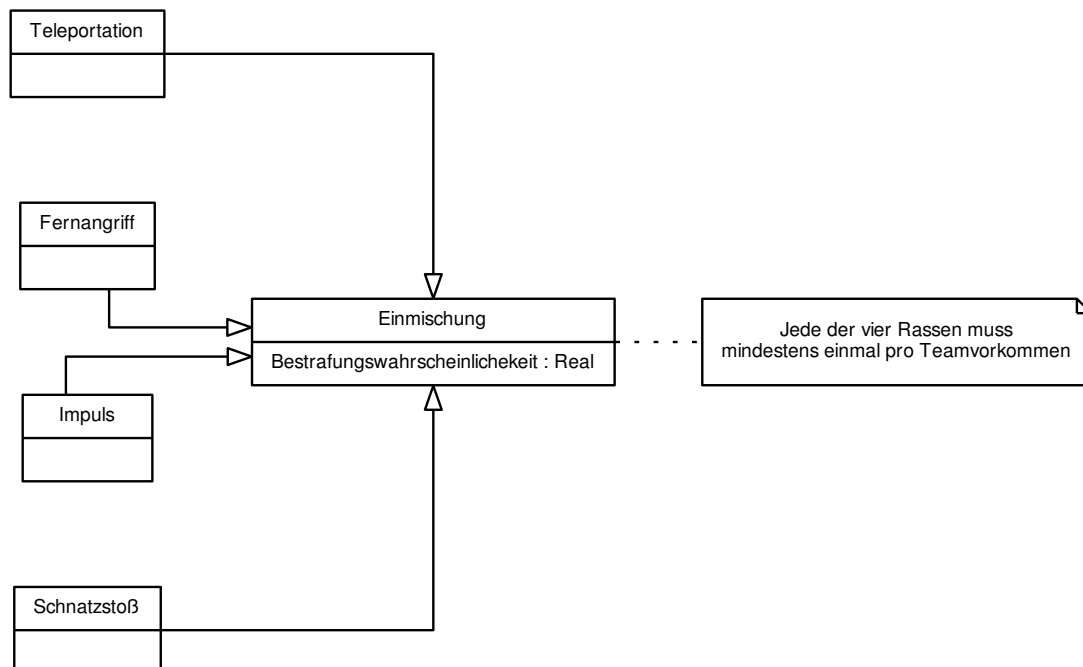 Teleportation
Fernangriff
Einmischung
Bestrafungswahrscheinlichekeit : Real
Jede der vier Rassen muss
mindestens einmal pro Teamvorkommen
Impuls
Schnatzstoß